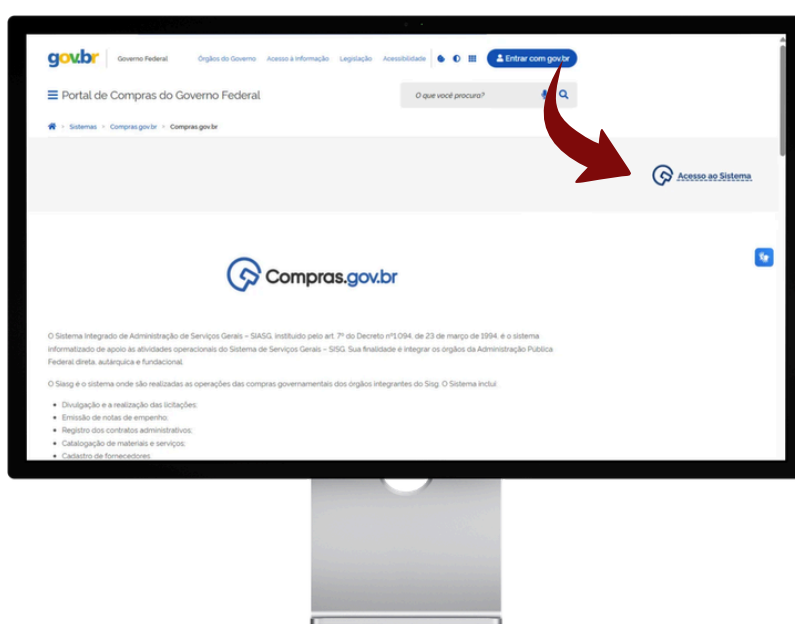 gov.br Governo Federal Órgãos do Governo Acesso à Informação Legislação Acessibilidade Entrar com gov.br
Portal de Compras do Governo Federal O que você procura?
Sistemas Compras.gov.br Compras.gov.br
Acesso ao Sistema
Compras.gov.br
O Sistema Integrado de Administração de Serviços Gerais – SIASG, instituído pelo art. 7º do Decreto nº1.094, de 23 de março de 1994, é o sistema
informatizado de apoio às atividades operacionais do Sistema de Serviços Gerais – SISG. Sua finalidade é integrar os órgãos da Administração Pública
Federal direta, autárquica e fundacional.
O Siasg é o sistema onde são realizadas as operações das compras governamentais dos órgãos integrantes do Sisg. O Sistema inclui:
• Divulgação e a realização das licitações;
• Emissão de notas de empenho;
• Registro dos contratos administrativos;
• Catalogação de materiais e serviços;
• Cadastro de fornecedores.